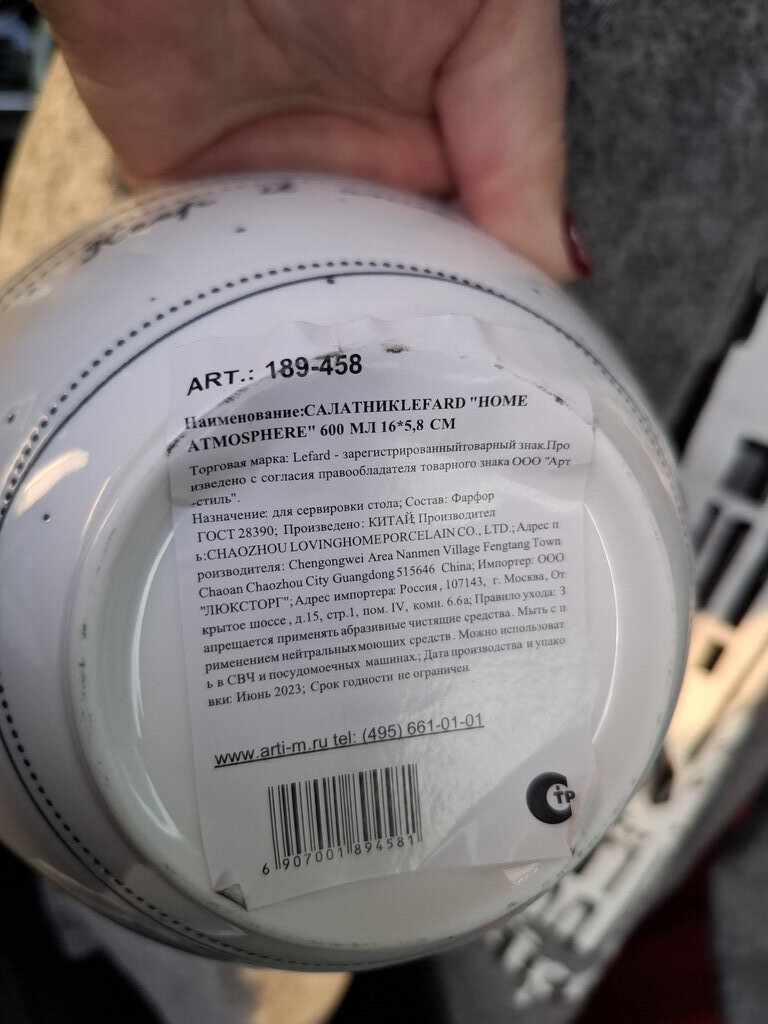 ART.: 189-458
Наименование:САЛАТНИКLEFARD "HOME
ATMOSPHERE" 600 МЛ 16*5,8 СМ
Торговая марка: Lefard - зарегистрированныйтоварный знак.Про
изведено с согласия правообладателя товарного знака ООО "Арт
-стиль".
Назначение: для сервировки стола; Состав: Фарфор
ГОСТ 28390; Произведено: КИТАЙ; Производител
ь:CHAOZHOU LOVINGHOMEPORCELAIN CO., LTD.; Адрес п
роизводителя: Chengongwei Area Nanmen Village Fengtang Town
Chaoan Chaozhou City Guangdong 515646 China; Импортер: ООО
"ЛЮКСТОРГ"; Адрес импортера: Россия, 107143, г. Москва, От
крытое шоссе, д.15, стр.1, пом. IV, комн. 6.6а; Правило ухода: З
апрещается применять абразивные чистящие средства. Мыть с п
рименением нейтральных моющих средств. Можно использоват
ь в СВЧ и посудомоечных машинах.; Дата производства и упако
вки: Июнь 2023; Срок годности не ограничен.
www.arti-m.ru tel: (495) 661-01-01
6 907001 894581
СТР